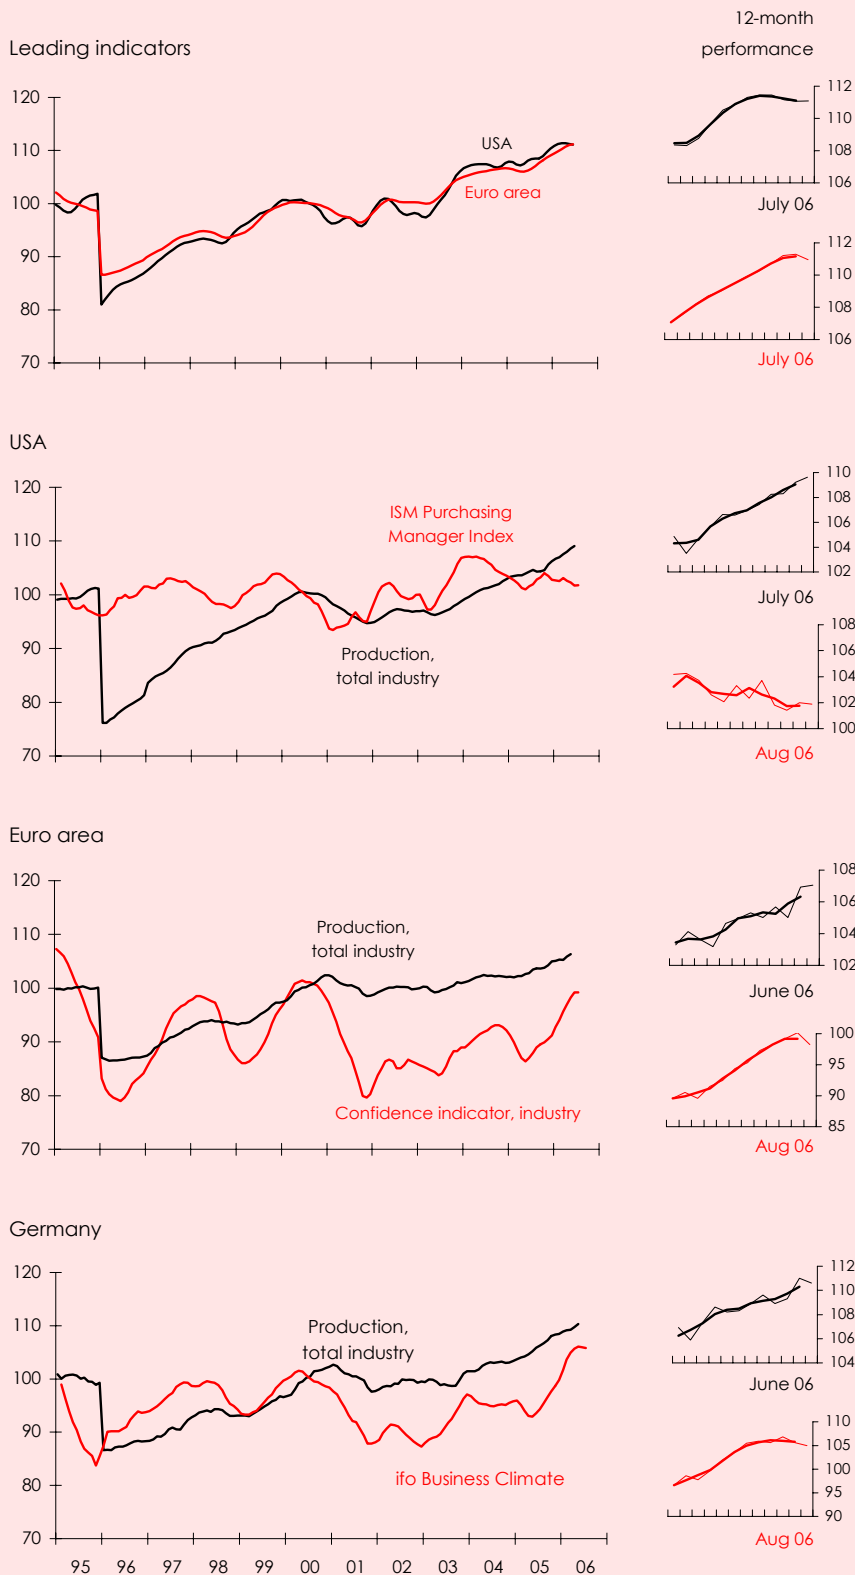 12-month
performance
Leading indicators
120
110
100
90
80
70
USA
Euro area
112
110
108
106
July 06
112
110
108
106
July 06
USA
120
110
100
90
80
70
ISM Purchasing
Manager Index
Production,
total industry
110
108
106
104
102
July 06
108
106
104
102
100
Aug 06
Euro area
120
110
100
90
80
70
Production,
total industry
Confidence indicator, industry
108
106
104
102
June 06
100
95
90
85
Aug 06
Germany
120
110
100
90
80
70
Production,
total industry
ifo Business Climate
112
110
108
106
104
June 06
110
105
100
95
90
Aug 06
95 96 97 98 99 00 01 02 03 04 05 06